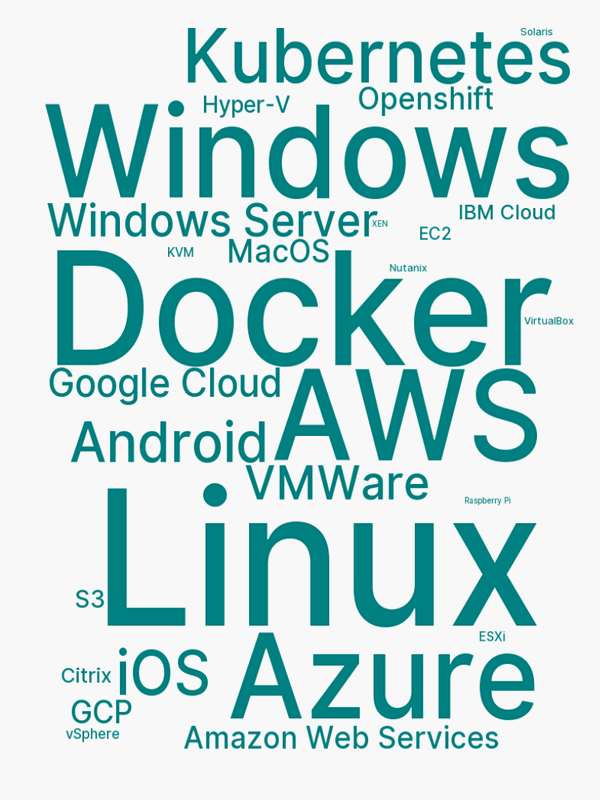 Solaris
Kubernetes
Hyper-V
Openshift
Windows
Windows Server
XEN
IBM Cloud
EC2
KVM
MacOS
Nutanix
Docker
VirtualBox
Google Cloud
AWS
Android
VMWare
Raspberry Pi
Linux
S3
ESXi
Citrix
iOS
Azure
GCP
vSphere
Amazon Web Services